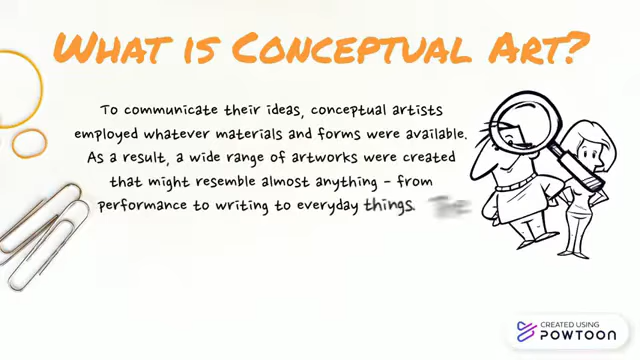 What is Conceptual Art?
To communicate their ideas, conceptual artists
employed whatever materials and forms were available.
As a result, a wide range of artworks were created
that might resemble almost anything - from
performance to writing to everyday things.
CREATED USING
POWTOON